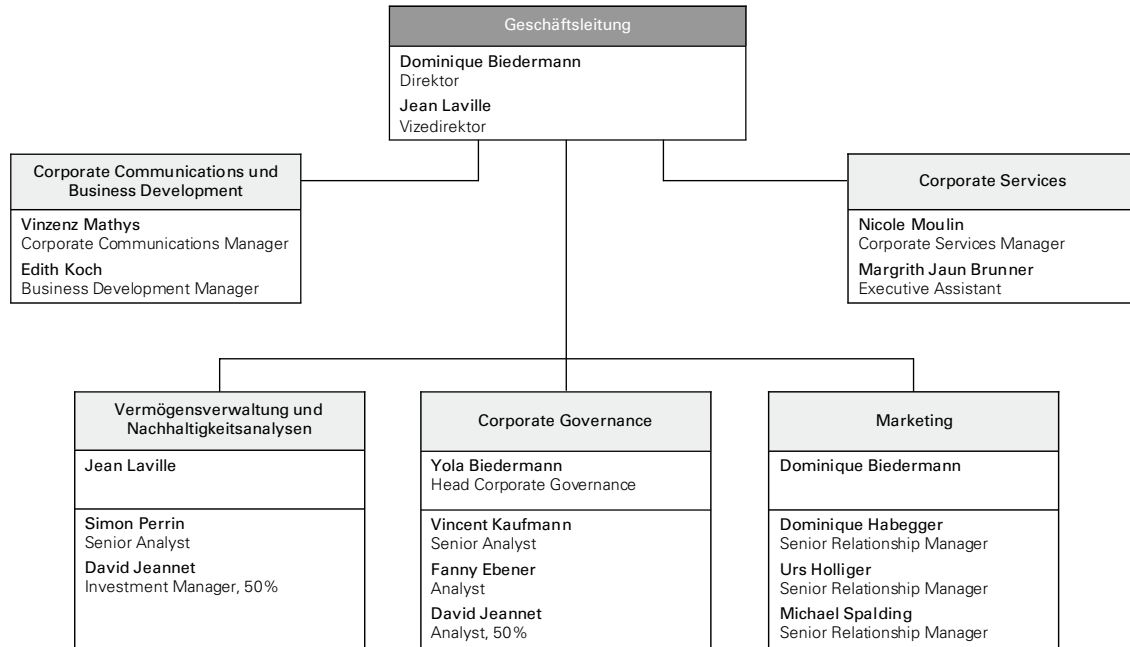 Geschäftsleitung
Dominique Biedermann
Direktor
Jean Laville
Vizedirektor
Corporate Communications und
Business Development
Vinzenz Mathys
Corporate Communications Manager
Edith Koch
Business Development Manager
Corporate Services
Nicole Moulin
Corporate Services Manager
Margrith Jaun Brunner
Executive Assistant
Vermögensverwaltung und
Nachhaltigkeitsanalysen
Jean Laville
Simon Perrin
Senior Analyst
David Jeannet
Investment Manager, 50%
Corporate Governance
Yola Biedermann
Head Corporate Governance
Vincent Kaufmann
Senior Analyst
Fanny Ebener
Analyst
David Jeannet
Analyst, 50%
Marketing
Dominique Biedermann
Dominique Habegger
Senior Relationship Manager
Urs Holliger
Senior Relationship Manager
Michael Spalding
Senior Relationship Manager